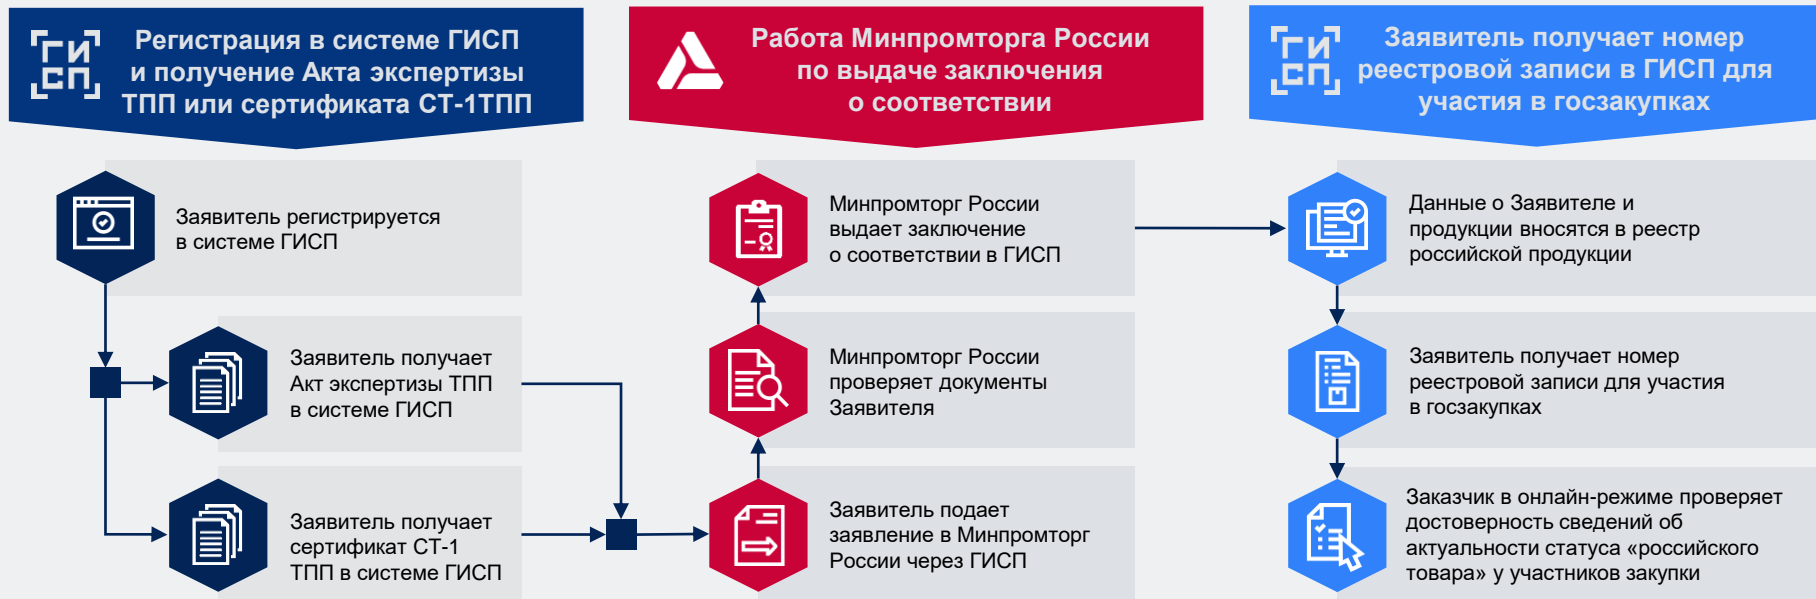 ГИСП
Регистрация в системе ГИСП
и получение Акта экспертизы
ТПП или сертификата СТ-1ТПП
Заявитель регистрируется
в системе ГИСП
Заявитель получает
Акт экспертизы ТПП
в системе ГИСП
Заявитель получает
сертификат СТ-1
ТПП в системе ГИСП
Работа Минпромторга России
по выдаче заключения
о соответствии
Минпромторг России
выдает заключение
о соответствии в ГИСП
Минпромторг России
проверяет документы
Заявителя
Заявитель подает
заявление в Минпромторг
России через ГИСП
ГИСП
Заявитель получает номер
реестровой записи в ГИСП для
участия в госзакупках
Данные о Заявителе и
продукции вносятся в реестр
российской продукции
Заявитель получает номер
реестровой записи для участия
в госзакупках
Заказчик в онлайн-режиме проверяет
достоверность сведений об
актуальности статуса «российского
товара» у участников закупки